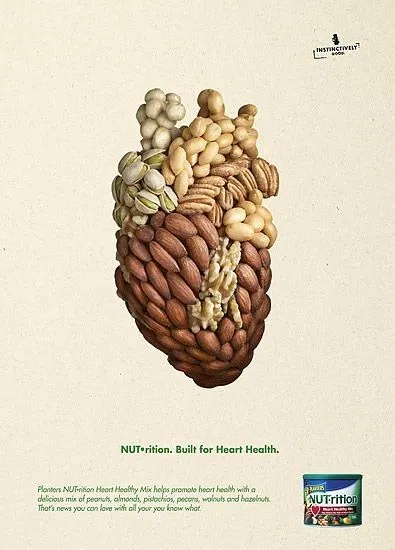 INSTINCTIVELY
GOOD.
NUT•rition. Built for Heart Health.
Planters NUT•rition Heart Healthy Mix helps promote heart health with a
delicious mix of peanuts, almonds, pistachios, pecans, walnuts and hazelnuts.
That's news you can love with all your you know what.
PLANTERS
NUT•rition
Heart Healthy Mix